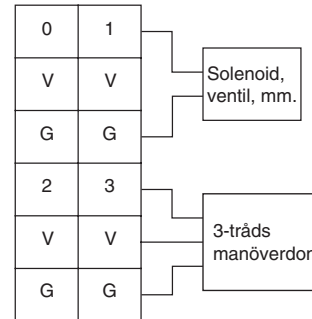 0 1
V V
G G
2 3
V V
G G
Solenoid,
ventil, mm.
3-tråds
manöverdon